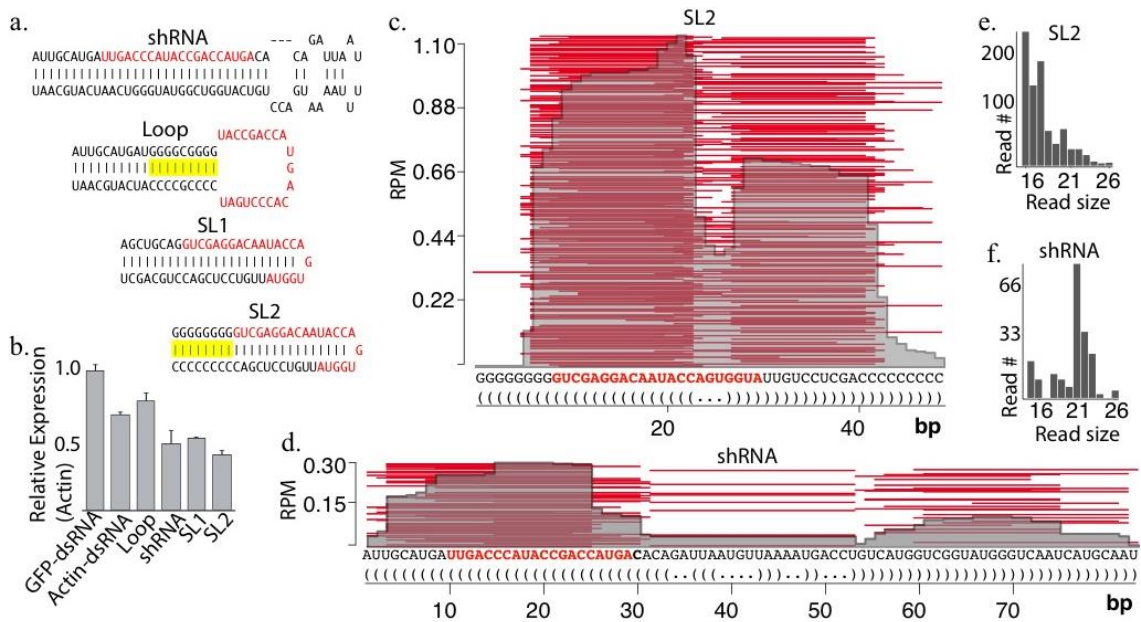 a.
shRNA
--- GA A
AUUGCAUGAUUGACCCAUACCGACCAUGACA CA UUA U
UAACGUACUAACUGGGUAUGGCUGGUACUGU GU AAU U
CCA AA U
Loop
UACCGACCA
AUUGCAUGAUGGGGCGGGG U
G
UAACGUACUACCCCGCCCC A
UAGUCCCAC
SL1
AGCUGCAGGUCGAGGACAAUACCA
G
UCGACGUCCAGCUCCUGUUAUGGU
SL2
GGGGGGGGGUCGAGGACAAUACCA
G
CCCCCCCCCAGCUCCUGUUAUGGU
b.
Relative Expression
(Actin)
1.0
0.5
GFP-dsRNA
Actin-dsRNA
Loop
shRNA
SL1
SL2
c.
SL2
RPM
1.10
0.88
0.66
0.44
0.22
GGGGGGGGGUCGAGGACAAUACCAGUGGUAUUGUCCUCGACCCCCCCCC
20 40 bp
d.
shRNA
RPM
0.30
0.15
AUUGCAUGAUUGACCCAUACCGACCAUGACACAGAUUAAUGUUAAAAUGACCUGUCAUGGUCGGUAUGGGUCAAUCAUGCAAU
10 20 30 40 50 60 70 bp
e.
SL2
Read #
200
100
16 21 26
Read size
f.
shRNA
Read #
66
33
16 21 26
Read size